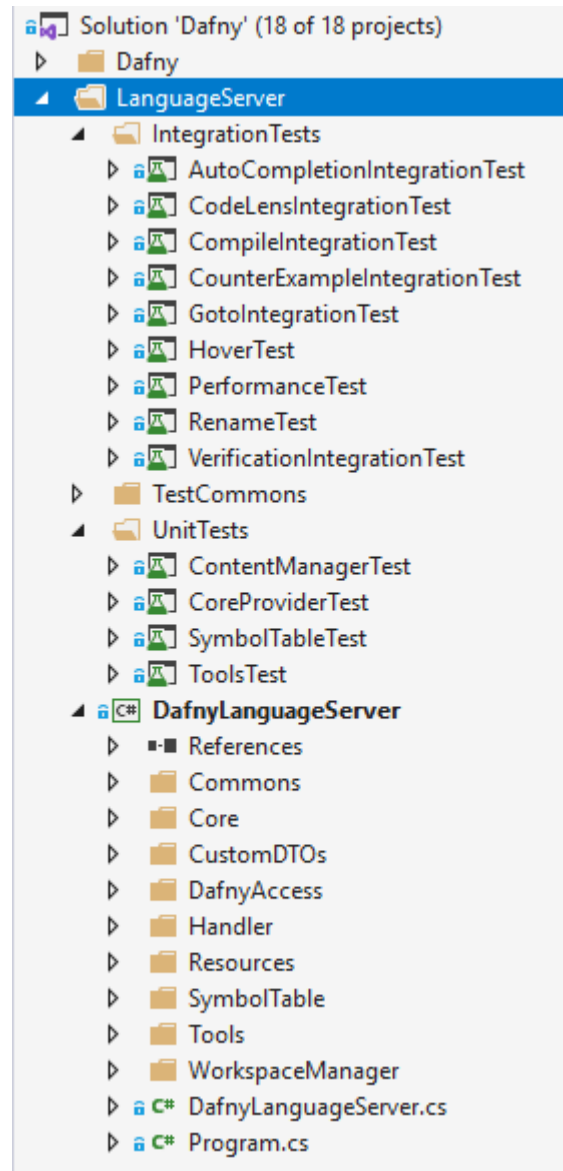 Solution 'Dafny' (18 of 18 projects)
Dafny
LanguageServer
IntegrationTests
AutoCompletionIntegrationTest
CodeLensIntegrationTest
CompileIntegrationTest
CounterExampleIntegrationTest
GotoIntegrationTest
HoverTest
PerformanceTest
RenameTest
VerificationIntegrationTest
TestCommons
UnitTests
ContentManagerTest
CoreProviderTest
SymbolTableTest
ToolsTest
C# DafnyLanguageServer
References
Commons
Core
CustomDTOs
DafnyAccess
Handler
Resources
SymbolTable
Tools
WorkspaceManager
C# DafnyLanguageServer.cs
C# Program.cs